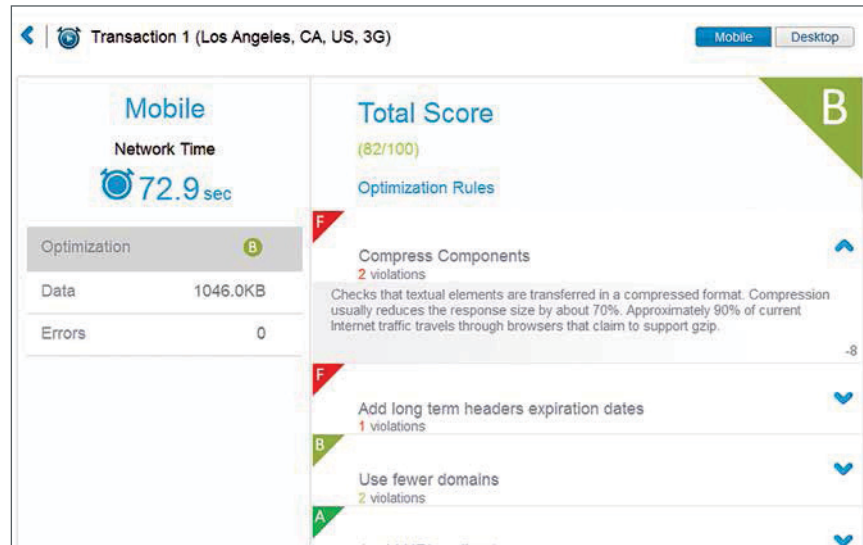 Transaction 1 (Los Angeles, CA, US, 3G)
Mobile
Desktop
Mobile
Network Time
72.9 sec
Optimization B
Data 1046.0KB
Errors 0
Total Score
(82/100)
B
Optimization Rules
F
Compress Components
2 violations
Checks that textual elements are transferred in a compressed format. Compression
usually reduces the response size by about 70%. Approximately 90% of current
Internet traffic travels through browsers that claim to support gzip.
-8
F
Add long term headers expiration dates
1 violations
B
Use fewer domains
2 violations
A